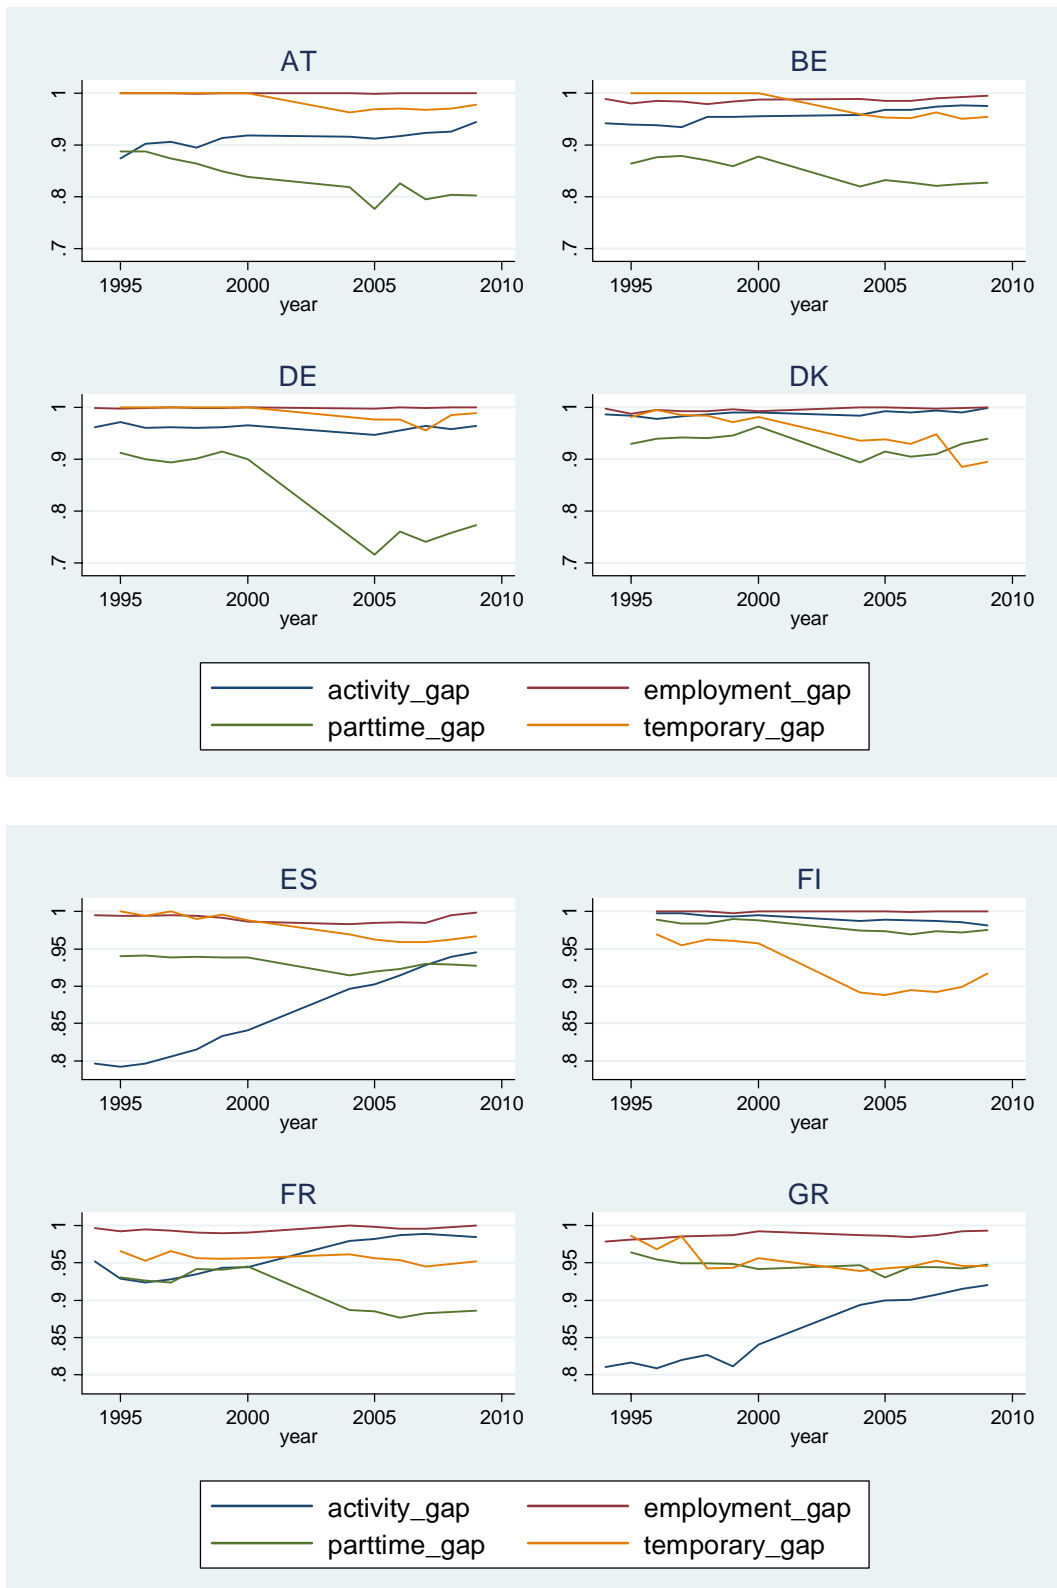 AT
BE
1
.9
.8
.7
1995 2000 2005 2010
year
1
.9
.8
.7
1995 2000 2005 2010
year
DE
DK
1
.9
.8
.7
1995 2000 2005 2010
year
1
.9
.8
.7
1995 2000 2005 2010
year
activity_gap employment_gap
parttime_gap temporary_gap
ES
FI
1
.95
.9
.85
.8
1995 2000 2005 2010
year
1
.95
.9
.85
.8
1995 2000 2005 2010
year
FR
GR
1
.95
.9
.85
.8
1995 2000 2005 2010
year
1
.95
.9
.85
.8
1995 2000 2005 2010
year
activity_gap employment_gap
parttime_gap temporary_gap